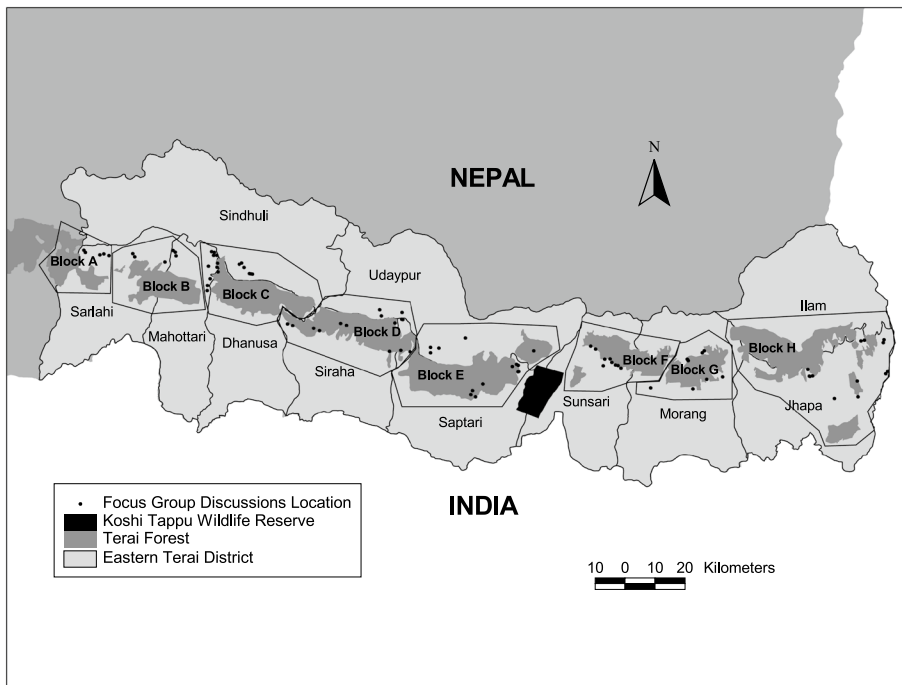 NEPAL
N
Sindhuli
Block A
Udaypur
Block B
Block C
Ilam
Sarlahi
Mahottari
Dhanusa
Block D
Block H
Block F
Block G
Siraha
Block E
Sunsari
Jhapa
Saptari
Morang
INDIA
Focus Group Discussions Location
Koshi Tappu Wildlife Reserve
Terai Forest
Eastern Terai District
10 0 10 20 Kilometers